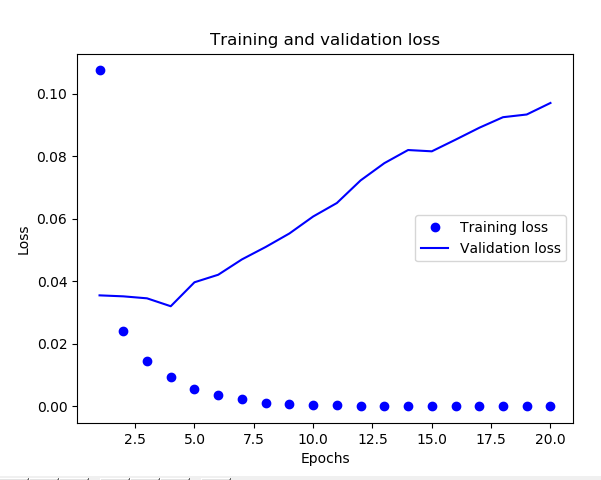 Training and validation loss
0.10
0.08
0.06
0.04
0.02
0.00
Loss
Training loss
Validation loss
2.5 5.0 7.5 10.0 12.5 15.0 17.5 20.0
Epochs